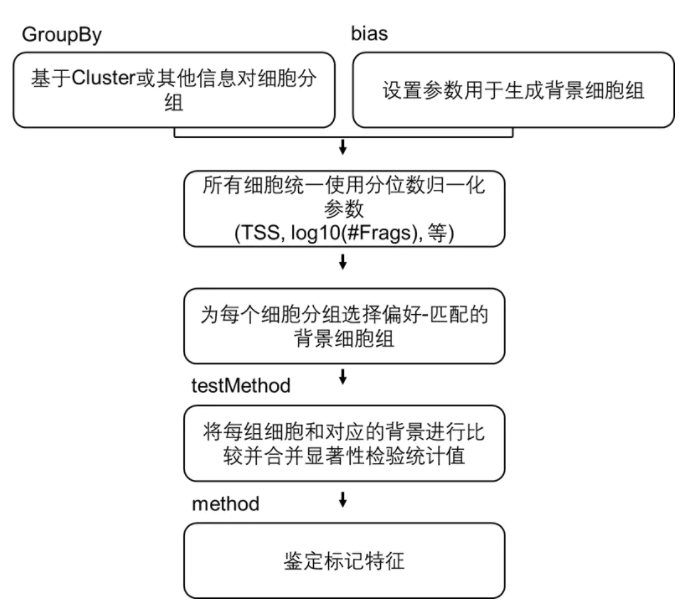 GroupBy
bias
基于Cluster或其他信息对细胞分
组
设置参数用于生成背景细胞组
所有细胞统一使用分位数归一化
参数
(TSS, log10(#Frags), 等)
为每个细胞分组选择偏好-匹配的
背景细胞组
testMethod
将每组细胞和对应的背景进行比
较并合并显著性检验统计值
method
鉴定标记特征